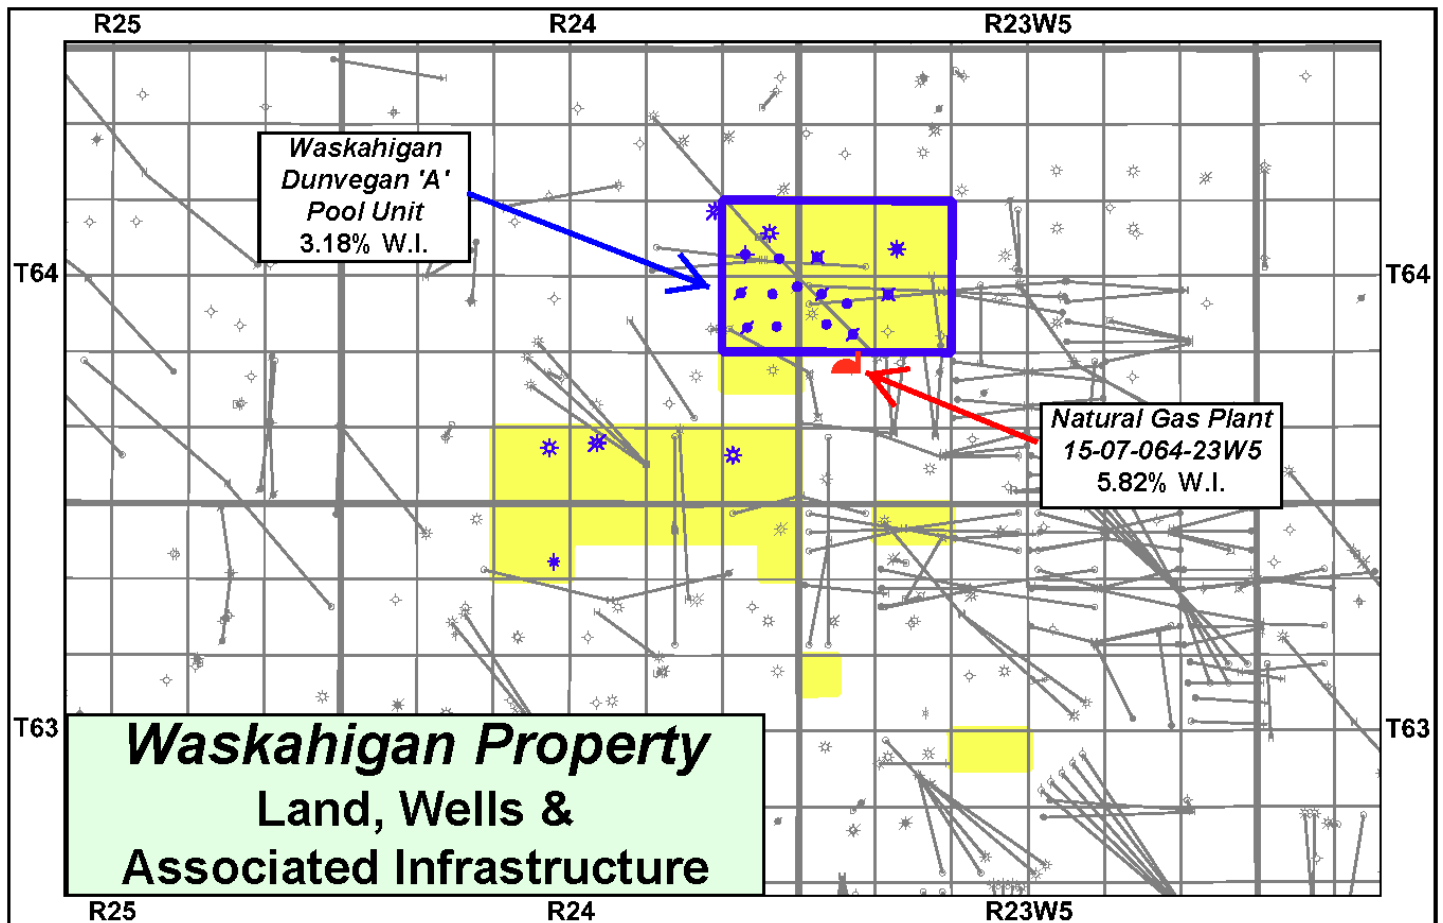 R25 R24 R23W5
Waskahigan
Dunvegan 'A'
Pool Unit
3.18% W.I.
T64 T64
Natural Gas Plant
15-07-064-23W5
5.82% W.I.
T63 T63
Waskahigan Property
Land, Wells &
Associated Infrastructure
R25 R24 R23W5